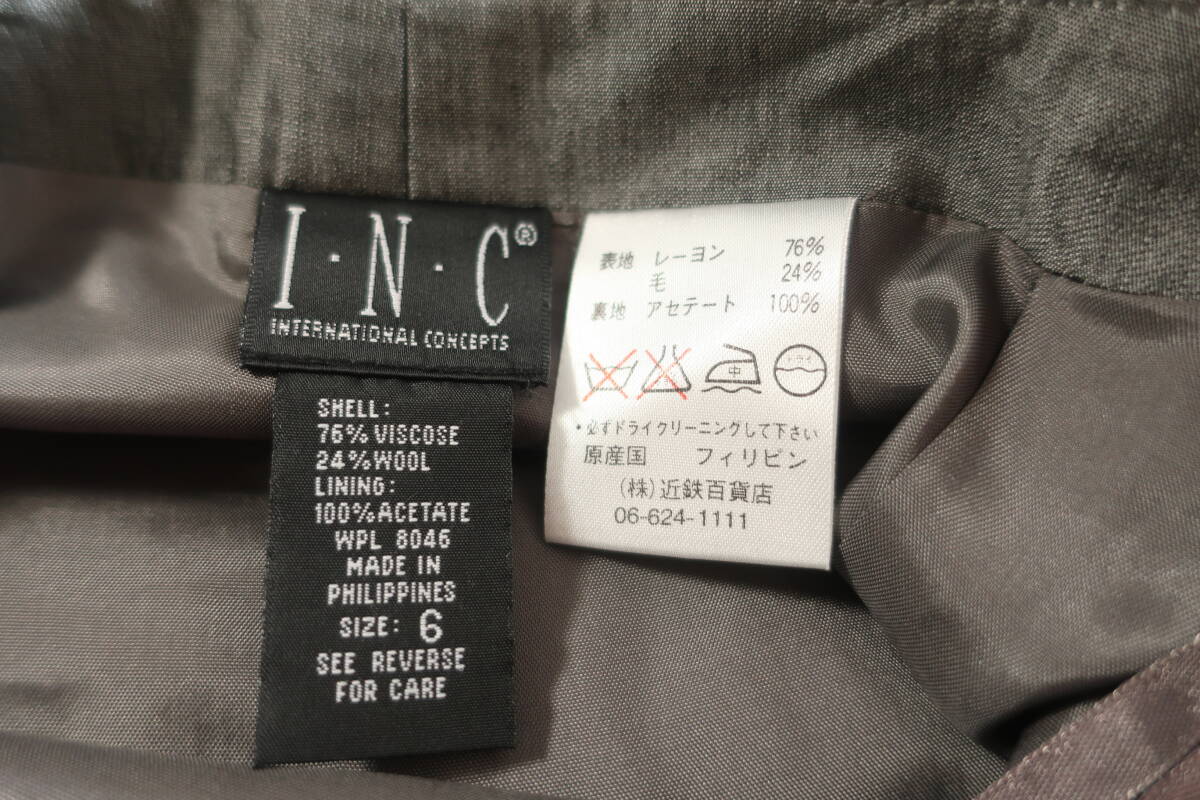 I·N·C®
INTERNATIONAL CONCEPTS
SHELL:
76% VISCOSE
24% WOOL
LINING:
100% ACETATE
WPL 8046
MADE IN
PHILIPPINES
SIZE: 6
SEE REVERSE
FOR CARE
表地 レーヨン 76%
毛 24%
裏地 アセテート 100%
中 ドライ
・必ずドライクリーニングして下さい
原産国 フィリピン
(株)近鉄百貨店
06-624-1111